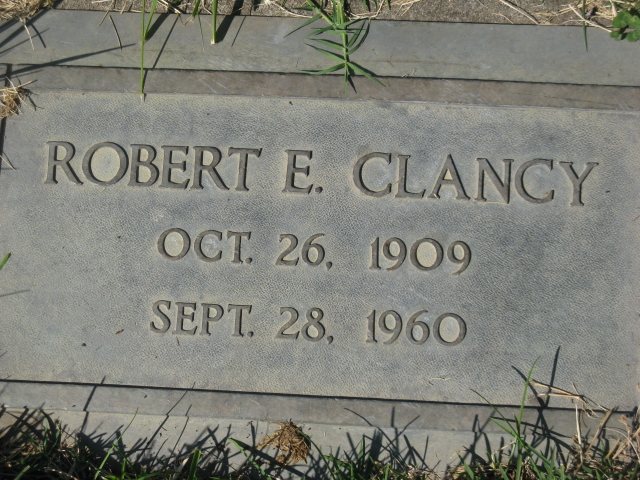 ROBERT E. CLANCY
OCT. 26, 1909
SEPT. 28, 1960